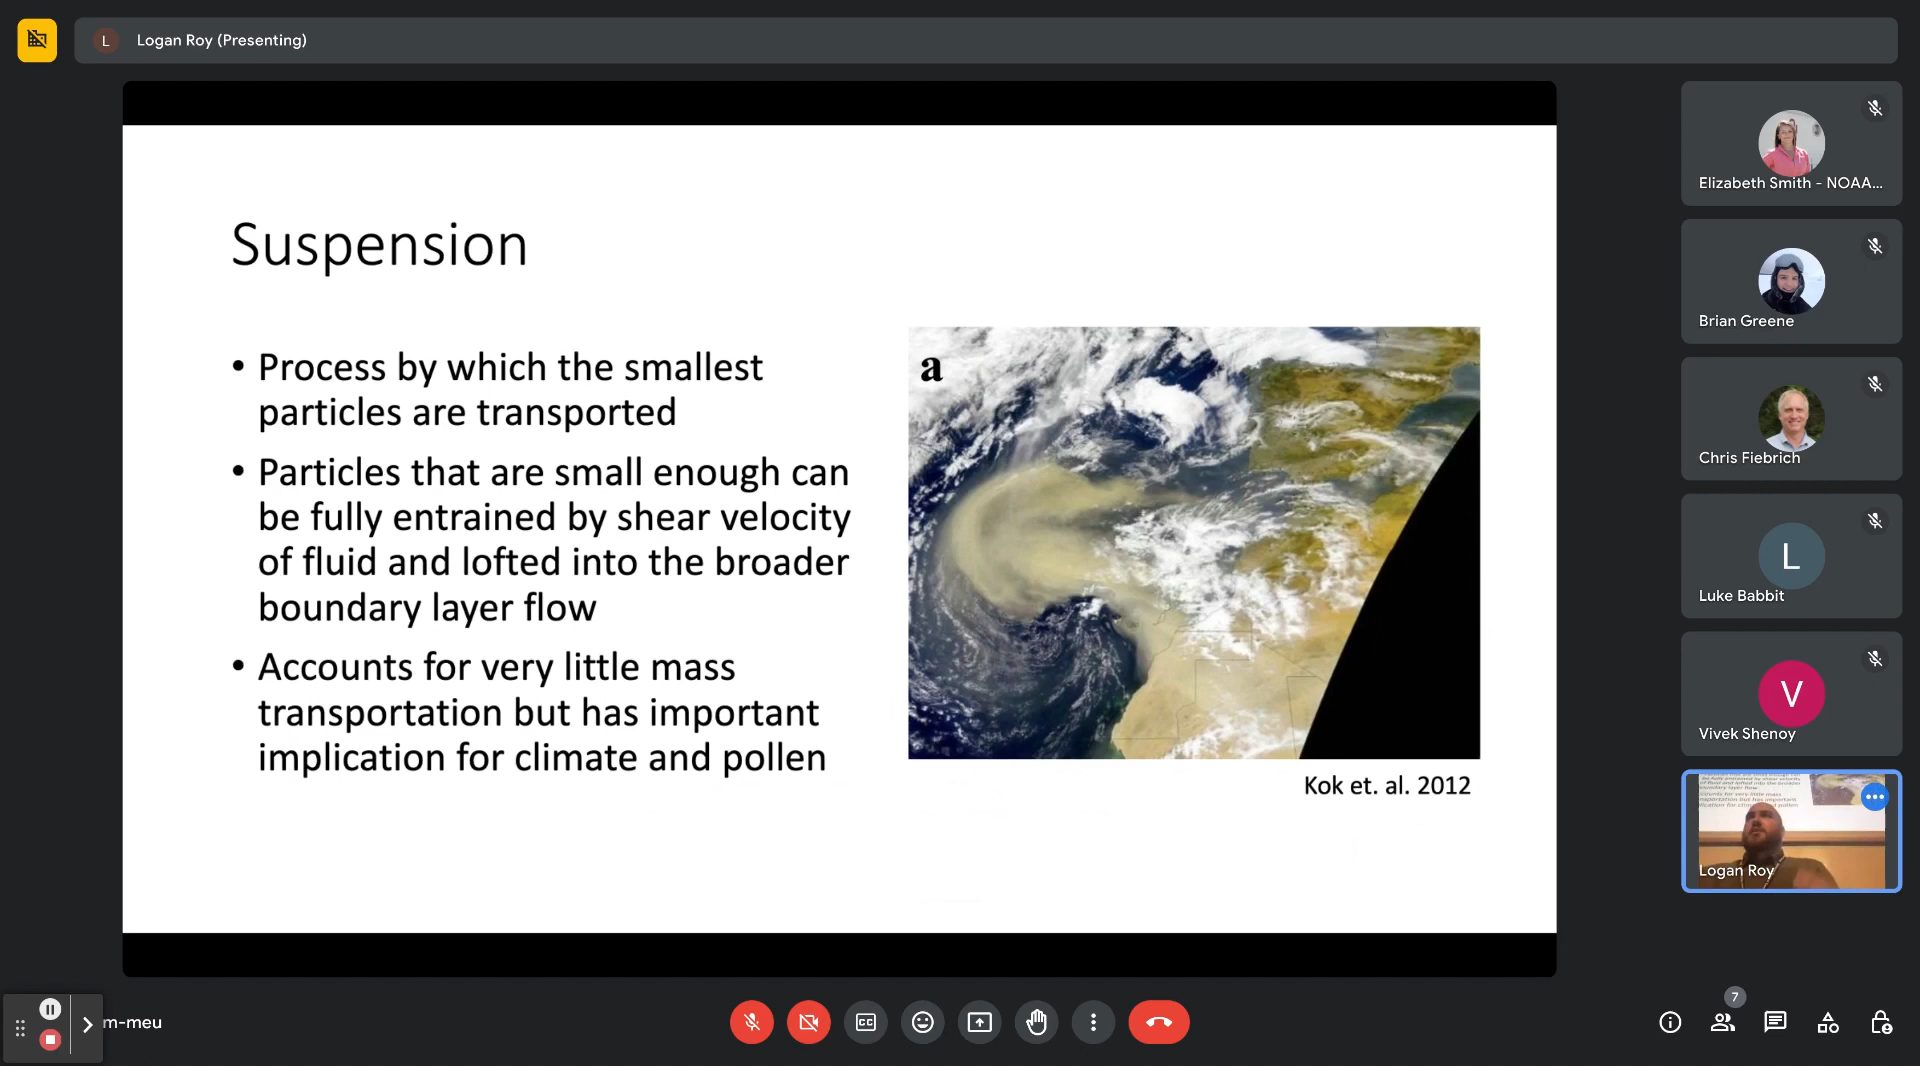 L Logan Roy (Presenting)
Suspension
• Process by which the smallest
particles are transported
• Particles that are small enough can
be fully entrained by shear velocity
of fluid and lofted into the broader
boundary layer flow
• Accounts for very little mass
transportation but has important
implication for climate and pollen
a
Kok et. al. 2012
Elizabeth Smith - NOAA...
Brian Greene
Chris Fiebrich
L
Luke Babbit
V
Vivek Shenoy
Logan Roy
m-meu
CC
7